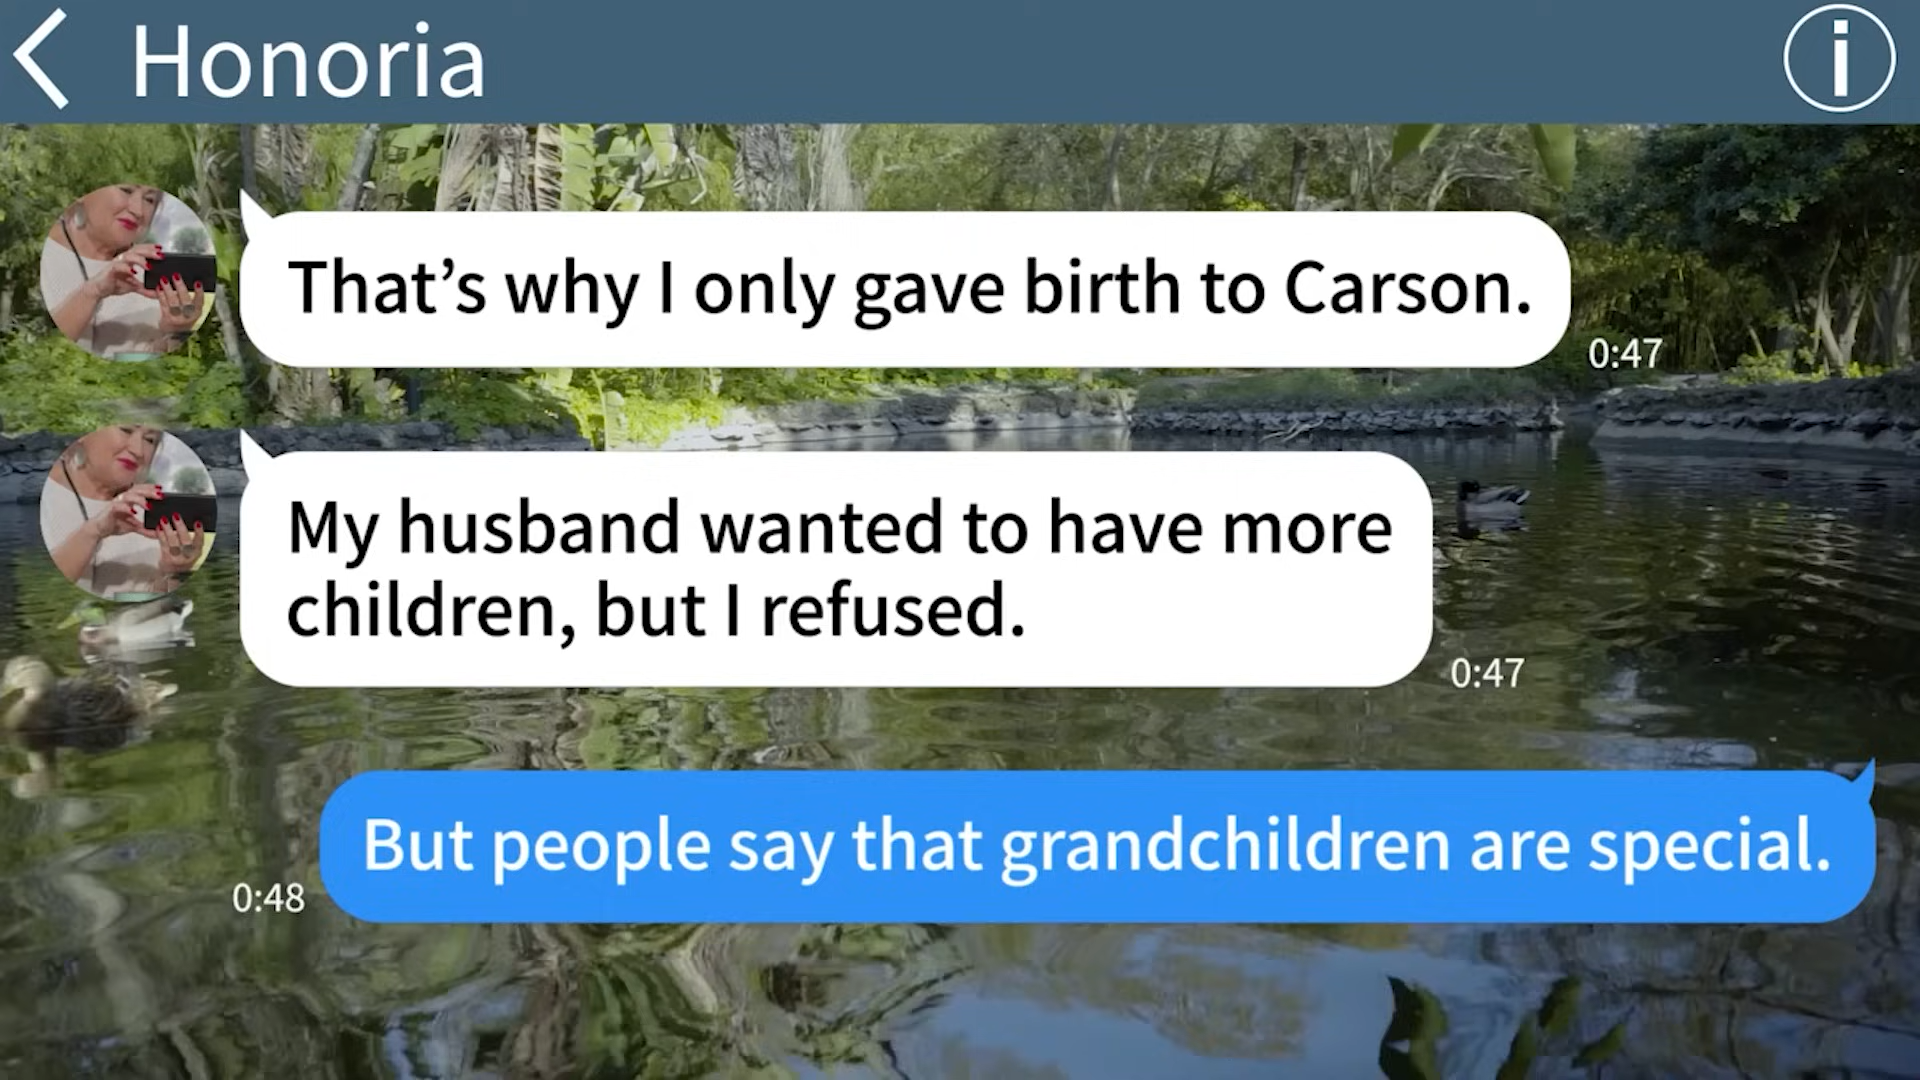 Honoria
That’s why I only gave birth to Carson.
0:47
My husband wanted to have more
children, but I refused.
0:47
But people say that grandchildren are special.
0:48